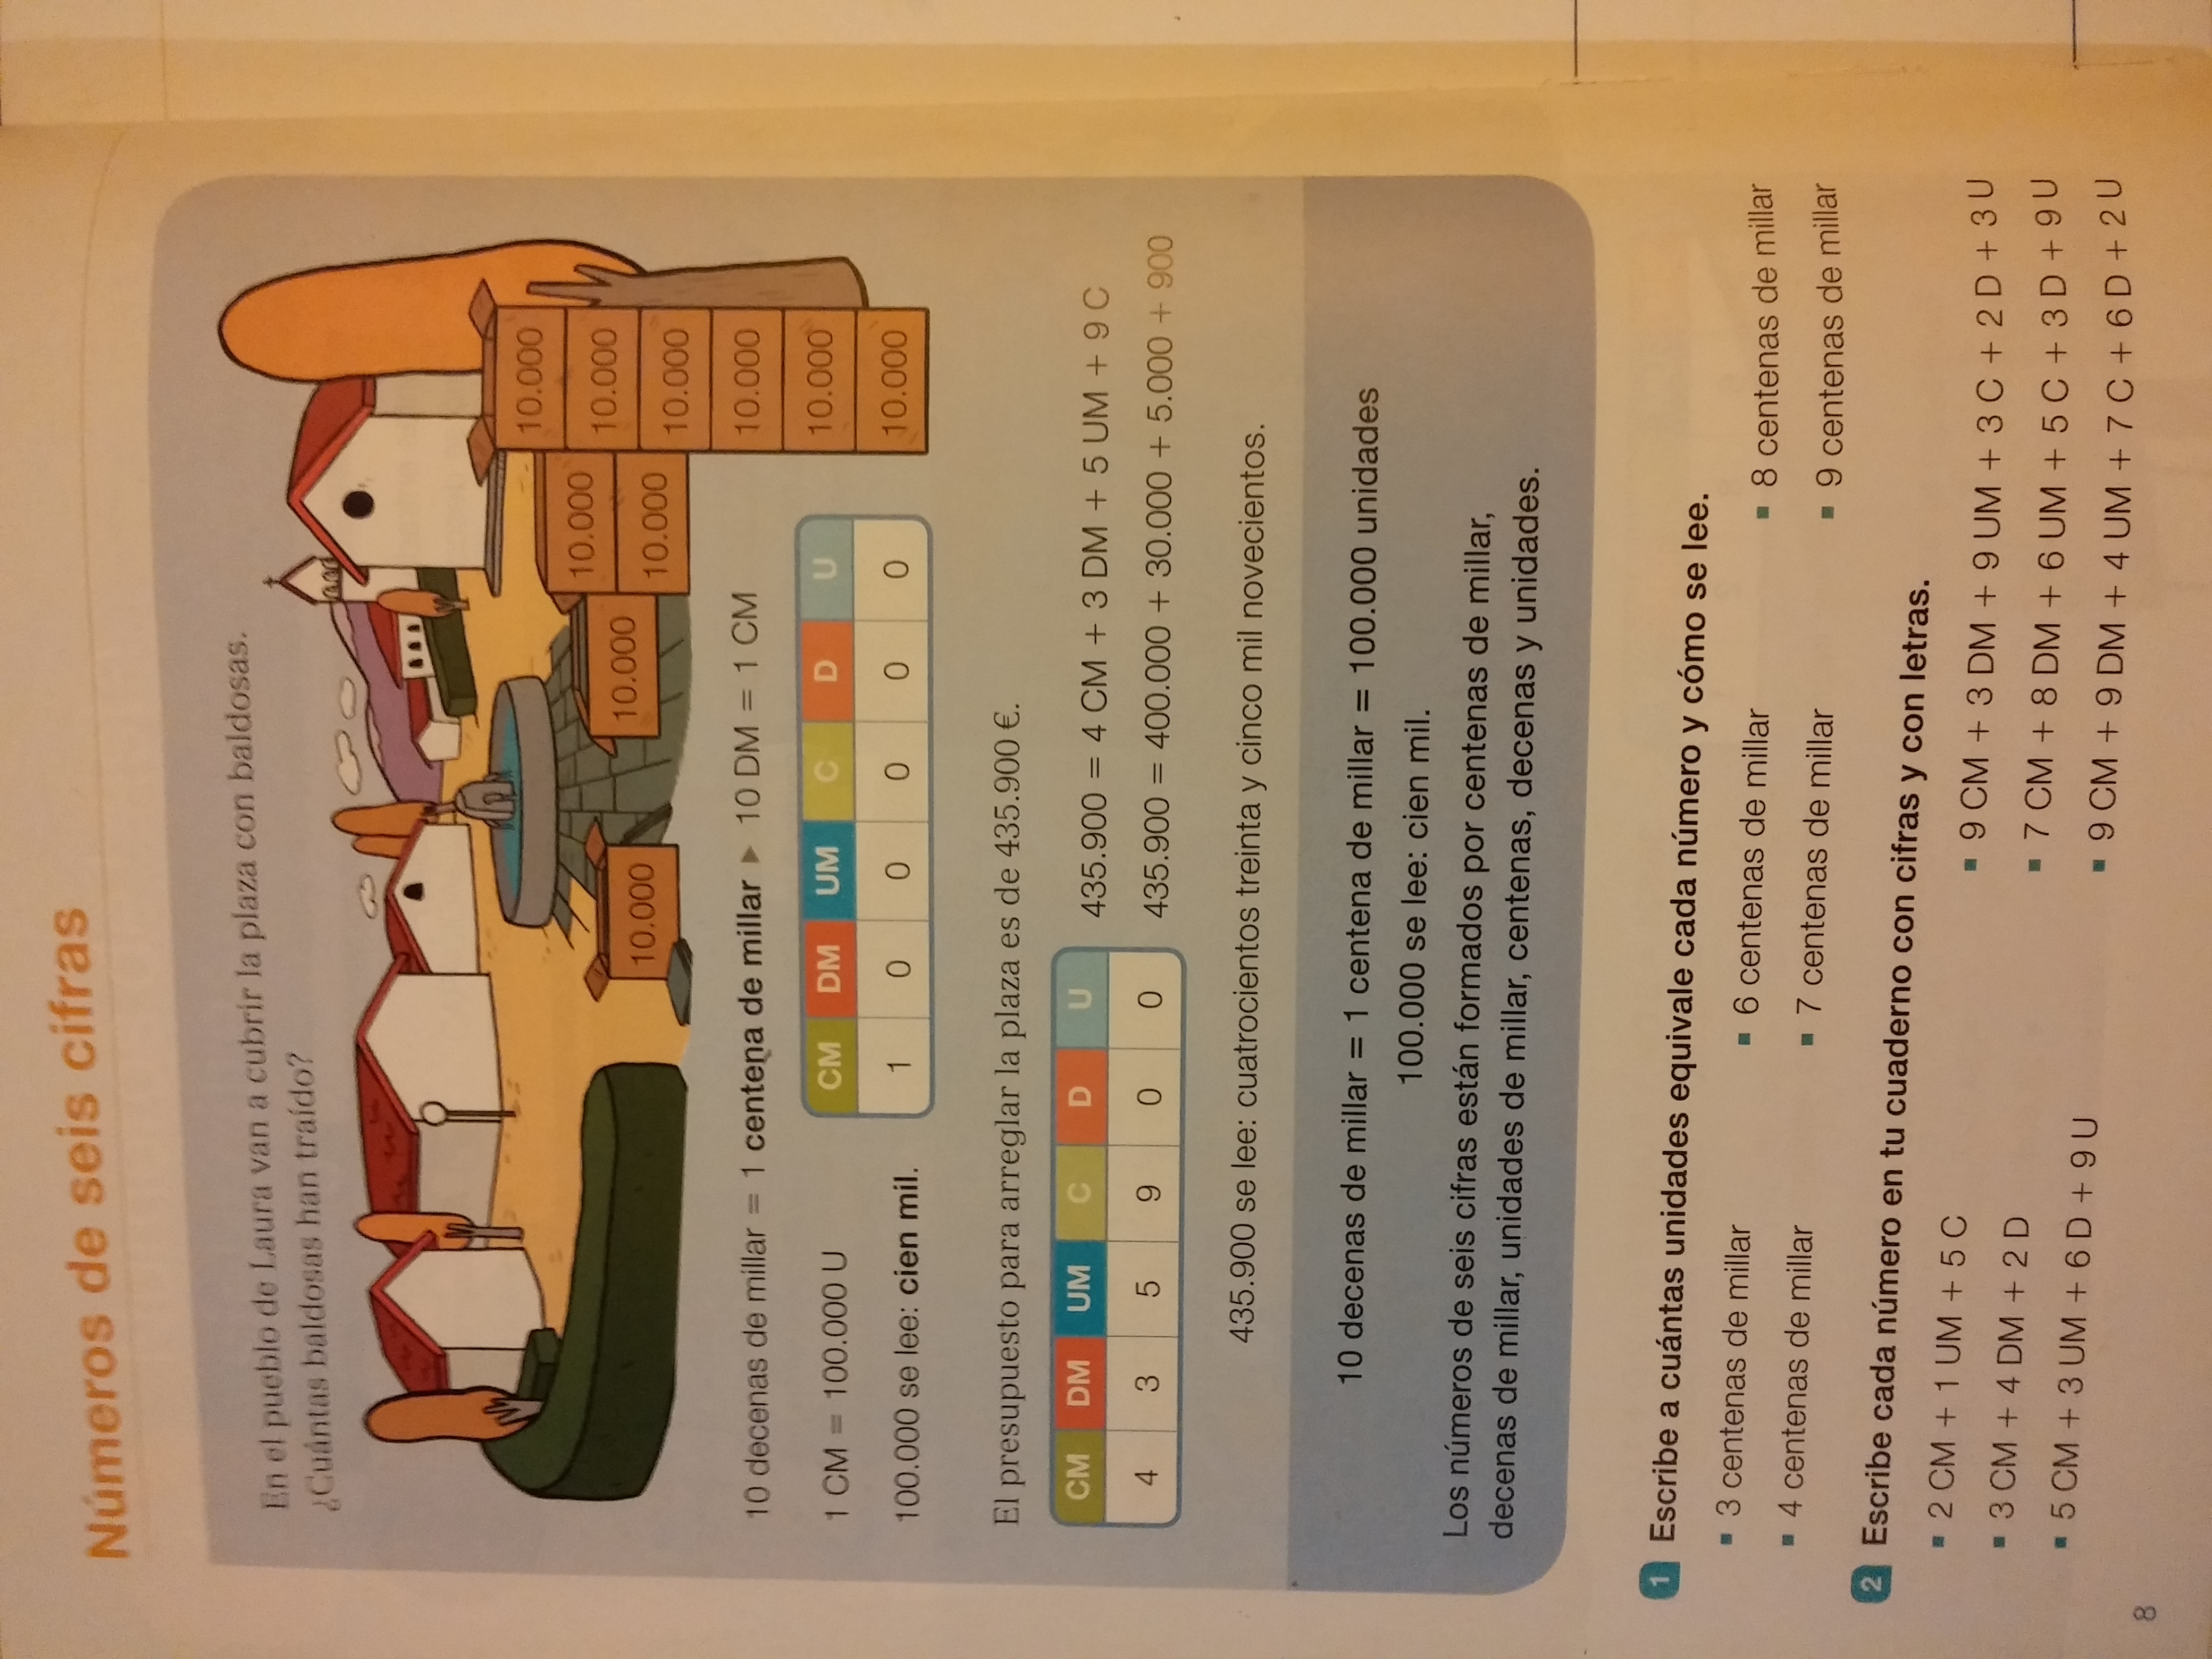 Números de seis cifras
En el pueblo de Laura van a cubrir la plaza con baldosas.
¿Cuántas baldosas han traído?
10.000
10.000
10.000
10.000
10.000
10.000
10.000
10.000
10.000
10.000
10 decenas de millar = 1 centena de millar ▸ 10 DM = 1 CM
1 CM = 100.000 U
100.000 se lee: cien mil.
CM DM UM C D U
1 0 0 0 0 0
El presupuesto para arreglar la plaza es de 435.900 €.
CM DM UM C D U
4 3 5 9 0 0
435.900 = 4 CM + 3 DM + 5 UM + 9 C
435.900 = 400.000 + 30.000 + 5.000 + 900
435.900 se lee: cuatrocientos treinta y cinco mil novecientos.
10 decenas de millar = 1 centena de millar = 100.000 unidades
100.000 se lee: cien mil.
Los números de seis cifras están formados por centenas de millar,
decenas de millar, unidades de millar, centenas, decenas y unidades.
1 Escribe a cuántas unidades equivale cada número y cómo se lee.
▪ 3 centenas de millar
▪ 4 centenas de millar
▪ 6 centenas de millar
▪ 7 centenas de millar
▪ 8 centenas de millar
▪ 9 centenas de millar
2 Escribe cada número en tu cuaderno con cifras y con letras.
▪ 2 CM + 1 UM + 5 C
▪ 3 CM + 4 DM + 2 D
▪ 5 CM + 3 UM + 6 D + 9 U
▪ 9 CM + 3 DM + 9 UM + 3 C + 2 D + 3 U
▪ 7 CM + 8 DM + 6 UM + 5 C + 3 D + 9 U
▪ 9 CM + 9 DM + 4 UM + 7 C + 6 D + 2 U
8